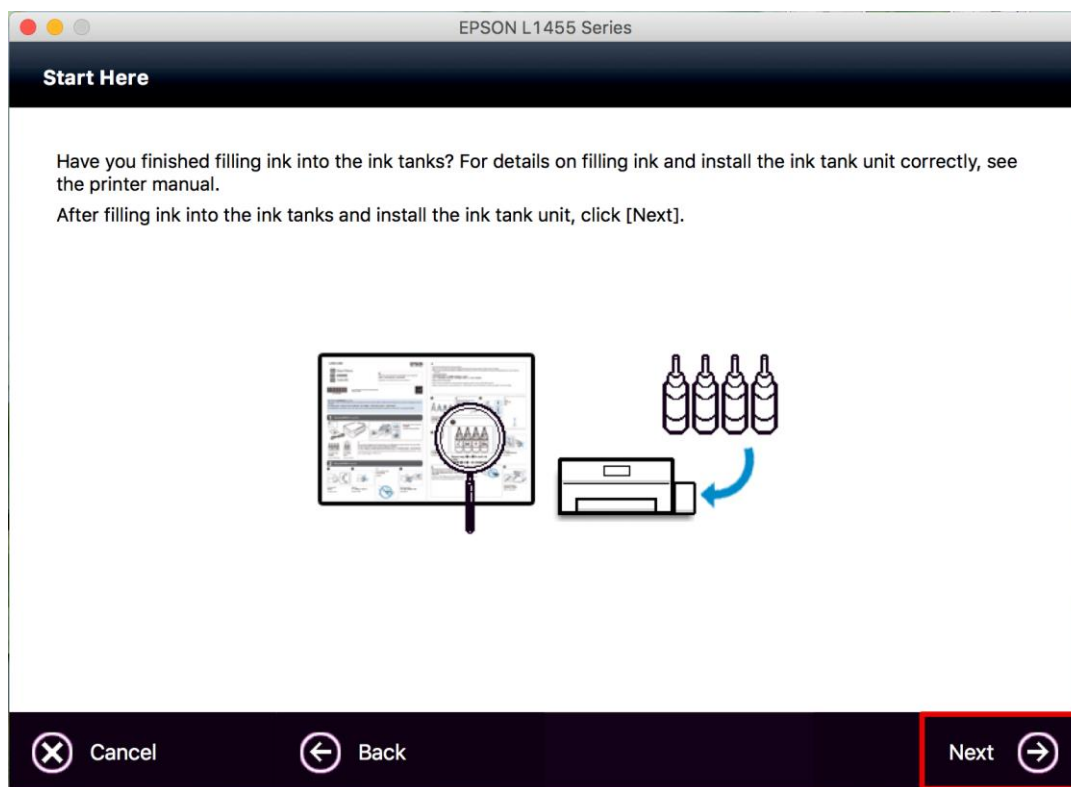 EPSON L1455 Series
Start Here
Have you finished filling ink into the ink tanks? For details on filling ink and install the ink tank unit correctly, see
the printer manual.
After filling ink into the ink tanks and install the ink tank unit, click [Next].
EPSON
Cancel
Back
Next